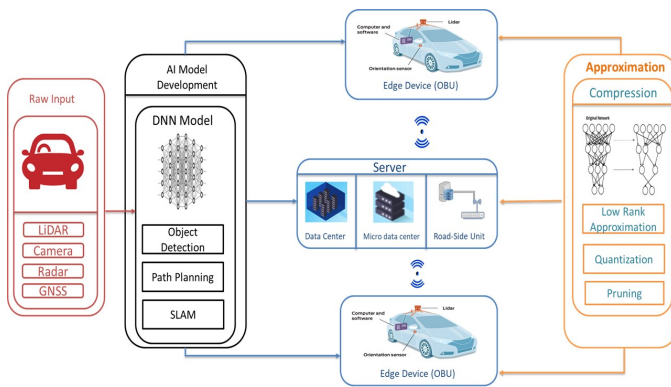 Raw Input
LiDAR
Camera
Radar
GNSS
AI Model
Development
DNN Model
Object
Detection
Path Planning
SLAM
Lidar
Computer and
software
Orientation sensor
Edge Device (OBU)
Server
Data Center
Micro data center
Road-Side Unit
Lidar
Computer and
software
Orientation sensor
Edge Device (OBU)
Approximation
Compression
Original Network
Low Rank
Approximation
Quantization
Pruning